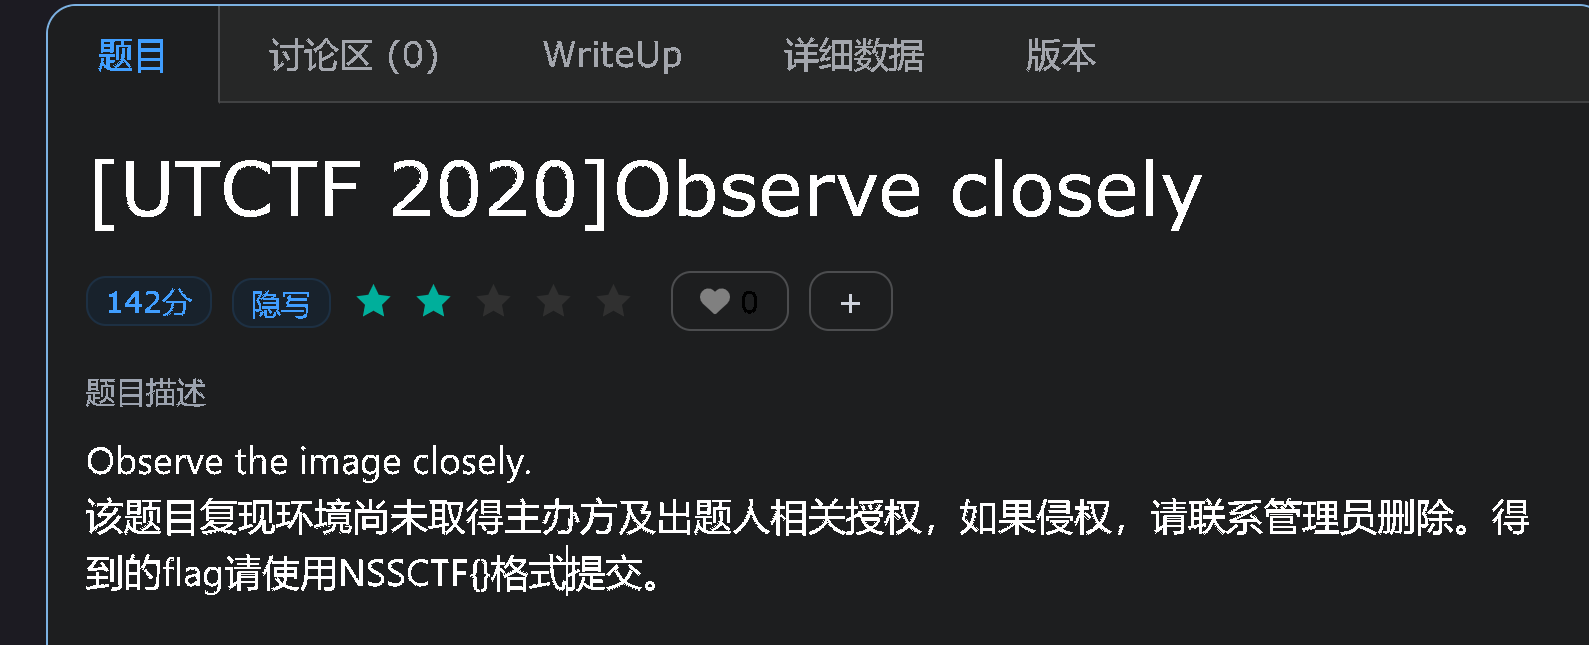 题目 讨论区 (0) WriteUp 详细数据 版本
[UTCTF 2020]Observe closely
142分 隐写 0 +
题目描述
Observe the image closely.
该题目复现环境尚未取得主办方及出题人相关授权，如果侵权，请联系管理员删除。得
到的flag请使用NSSCTF{}格式提交。